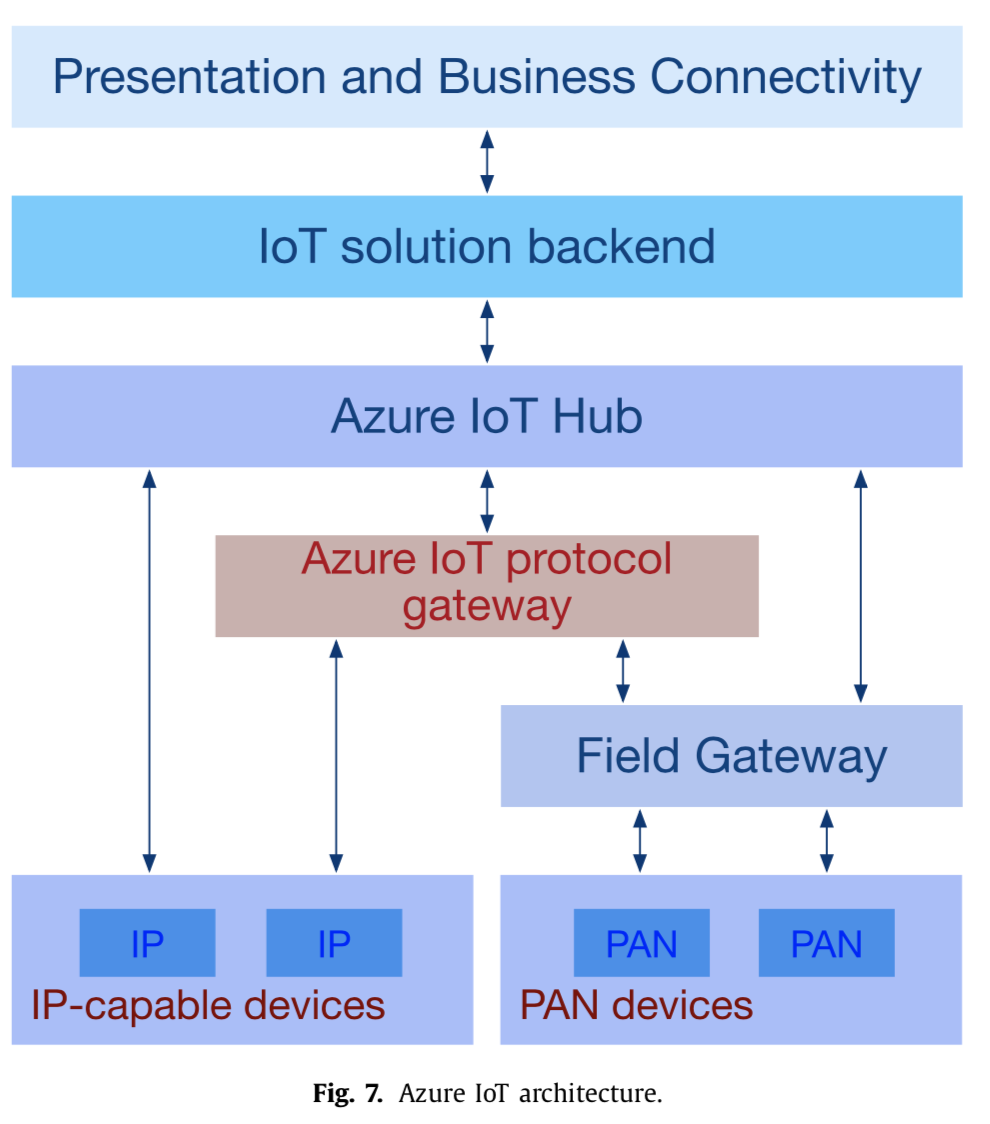 Presentation and Business Connectivity
IoT solution backend
Azure IoT Hub
Azure IoT protocol
gateway
Field Gateway
IP
IP
IP-capable devices
PAN
PAN
PAN devices
Fig. 7. Azure IoT architecture.